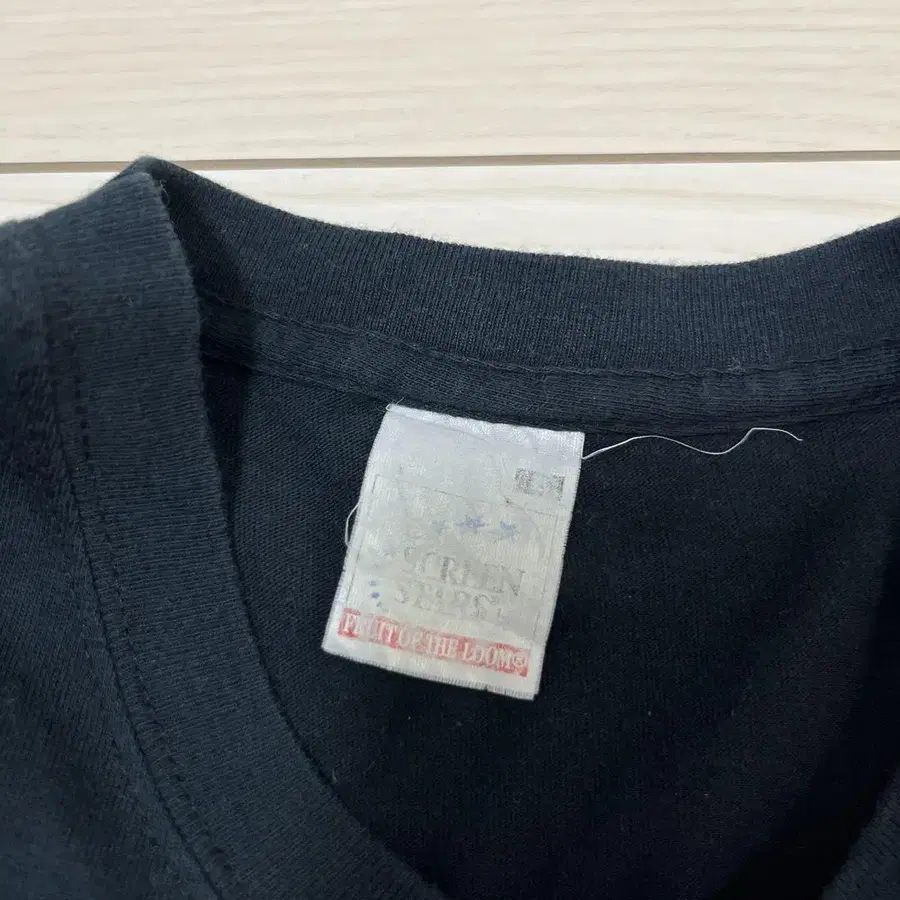 SCREEN
STARS
FRUIT OF THE LOOM®